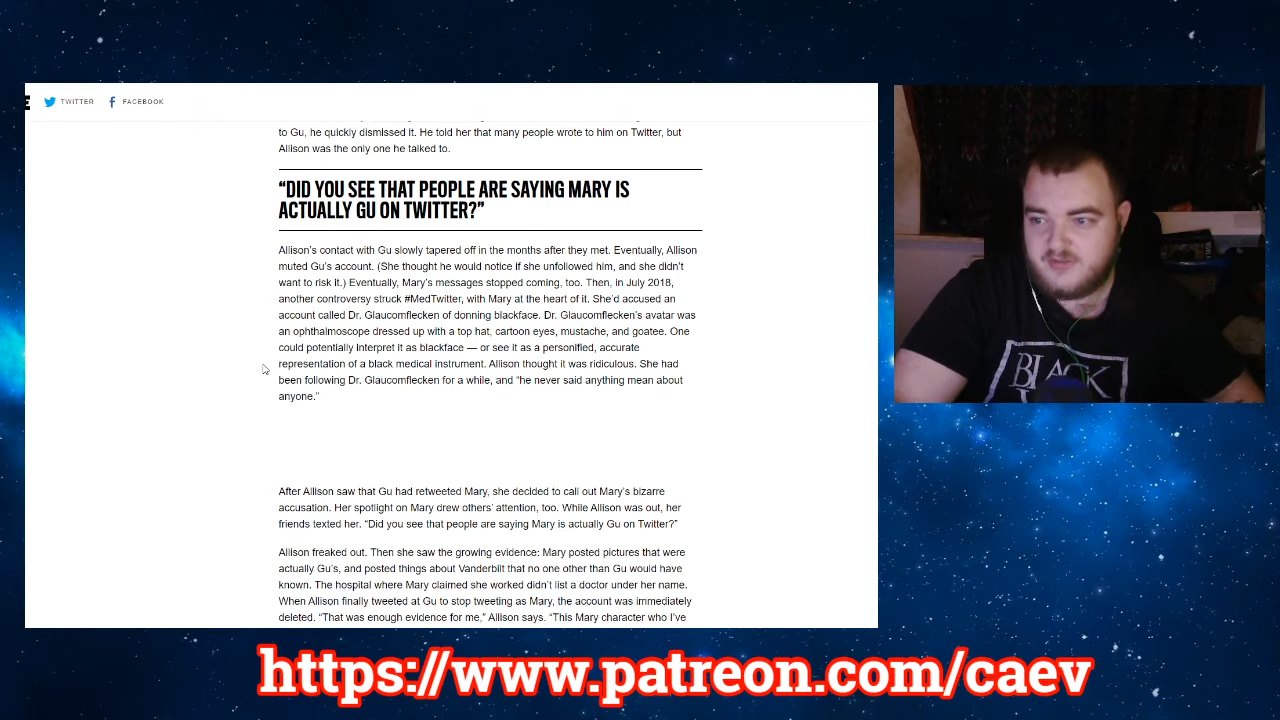 E TWITTER FACEBOOK
to Gu, he quickly dismissed it. He told her that many people wrote to him on Twitter, but
Allison was the only one he talked to.
“DID YOU SEE THAT PEOPLE ARE SAYING MARY IS
ACTUALLY GU ON TWITTER?”
Allison’s contact with Gu slowly tapered off in the months after they met. Eventually, Allison
muted Gu’s account. (She thought he would notice if she unfollowed him, and she didn’t
want to risk it.) Eventually, Mary’s messages stopped coming, too. Then, in July 2018,
another controversy struck #MedTwitter, with Mary at the heart of it. She’d accused an
account called Dr. Glaucomflecken of donning blackface. Dr. Glaucomflecken’s avatar was
an ophthalmoscope dressed up with a top hat, cartoon eyes, mustache, and goatee. One
could potentially interpret it as blackface — or see it as a personified, accurate
representation of a black medical instrument. Allison thought it was ridiculous. She had
been following Dr. Glaucomflecken for a while, and “he never said anything mean about
anyone.”
After Allison saw that Gu had retweeted Mary, she decided to call out Mary’s bizarre
accusation. Her spotlight on Mary drew others’ attention, too. While Allison was out, her
friends texted her. “Did you see that people are saying Mary is actually Gu on Twitter?”
Allison freaked out. Then she saw the growing evidence: Mary posted pictures that were
actually Gu’s, and posted things about Vanderbilt that no one other than Gu would have
known. The hospital where Mary claimed she worked didn’t list a doctor under her name.
When Allison finally tweeted at Gu to stop tweeting as Mary, the account was immediately
deleted. “That was enough evidence for me,” Allison says. “This Mary character who I’ve
BLACK
https://www.patreon.com/caev